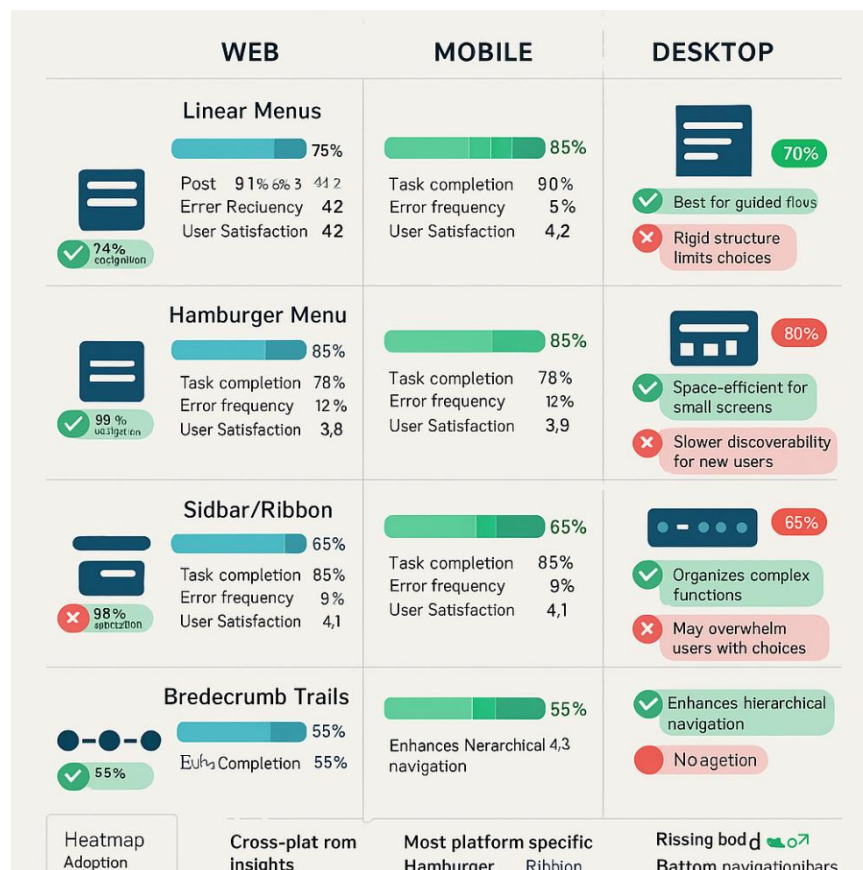 WEB
MOBILE
DESKTOP
Linear Menus
75%
Post 91% 6% 3 44 2
Errer Reciuency 42
User Satisfaction 42
74%
85%
Task completion 90%
Error frequency 5%
User Satisfaction 4,2
70%
Best for guided flovs
Rigid structure
limits choices
Hamburger Menu
85%
Task completion 78%
Error frequency 12%
User Satisfaction 3,8
99 %
85%
Task completion 78%
Error frequency 12%
User Satisfaction 3,9
80%
Space-efficient for
small screens
Slower discoverability
for new users
Sidbar/Ribbon
65%
Task completion 85%
Error frequency 9%
User Satisfaction 4,1
98%
65%
Task completion 85%
Error frequency 9%
User Satisfaction 4,1
65%
Organizes complex
functions
May overwhelm
users with choices
Bredecrumb Trails
55%
Completion 55%
55%
55%
Enhances Nerarchical 4,3
navigation
Enhances hierarchical
navigation
No agetion
Heatmap
Adoption
Cross-plat rom
insights
Most platform specific
Hamburger Ribhion
Rissing bod d
Battom navigationibars